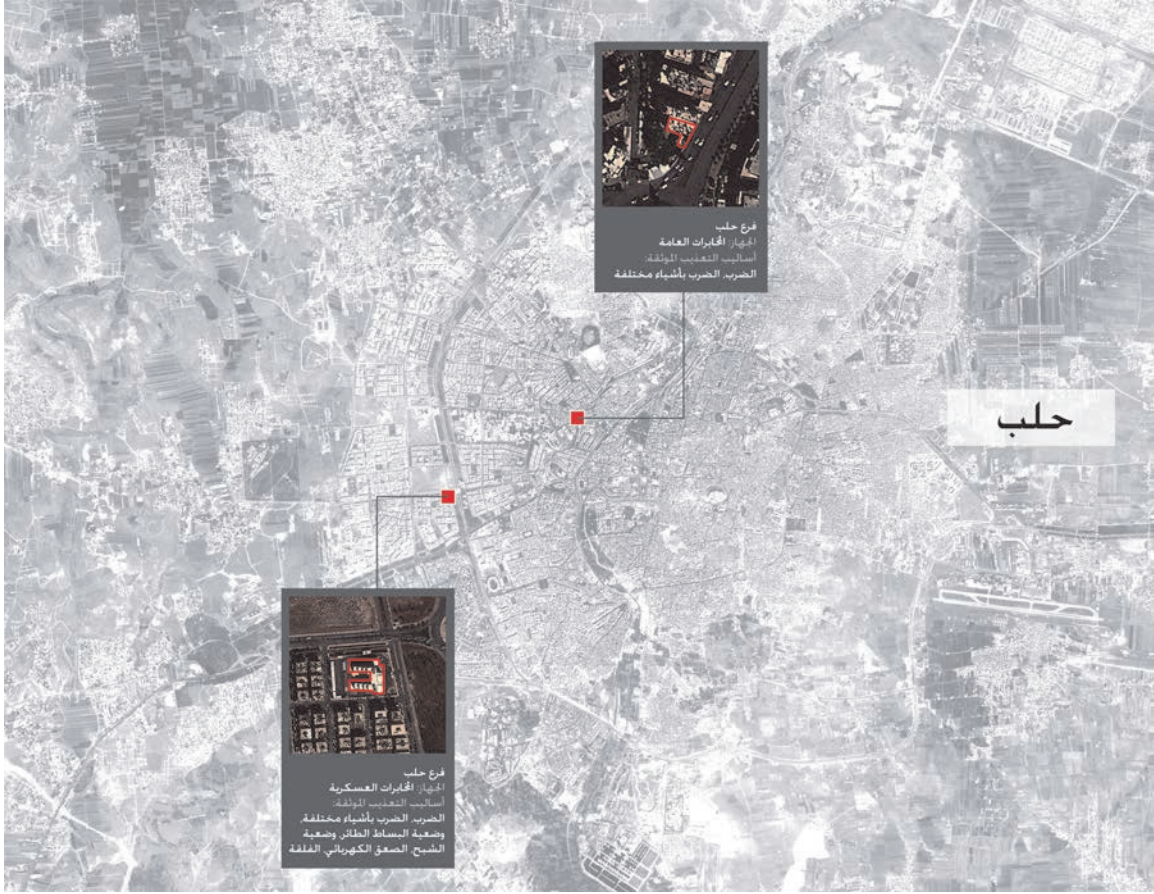 فرع حلب
الجهاز: المخابرات العامة
أساليب التعذيب الموثقة:
الضرب، الضرب بأشياء مختلفة
حلب
فرع حلب
الجهاز: المخابرات العسكرية
أساليب التعذيب الموثقة:
الضرب، الضرب بأشياء مختلفة،
وضعية البساط الطائر، وضعية
الشبح، الصعق الكهربائي، الفلقة